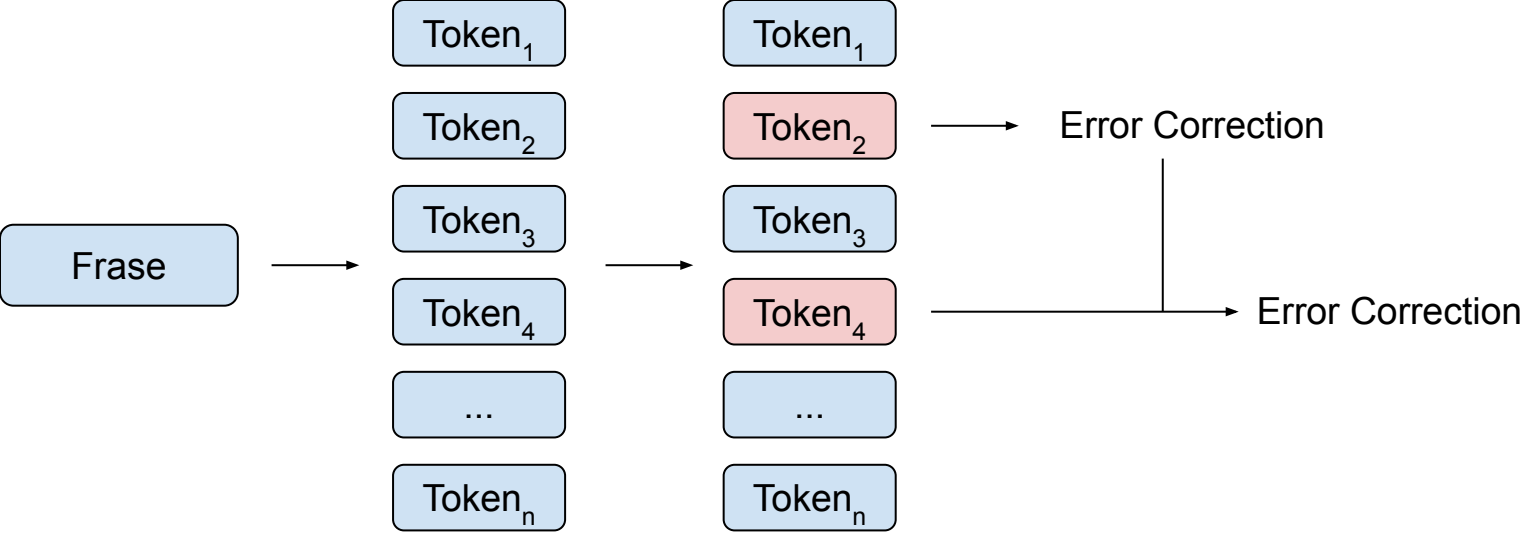 Frase
Token1
Token2
Token3
Token4
...
Tokenn
Token1
Token2
Token3
Token4
...
Tokenn
Error Correction
Error Correction